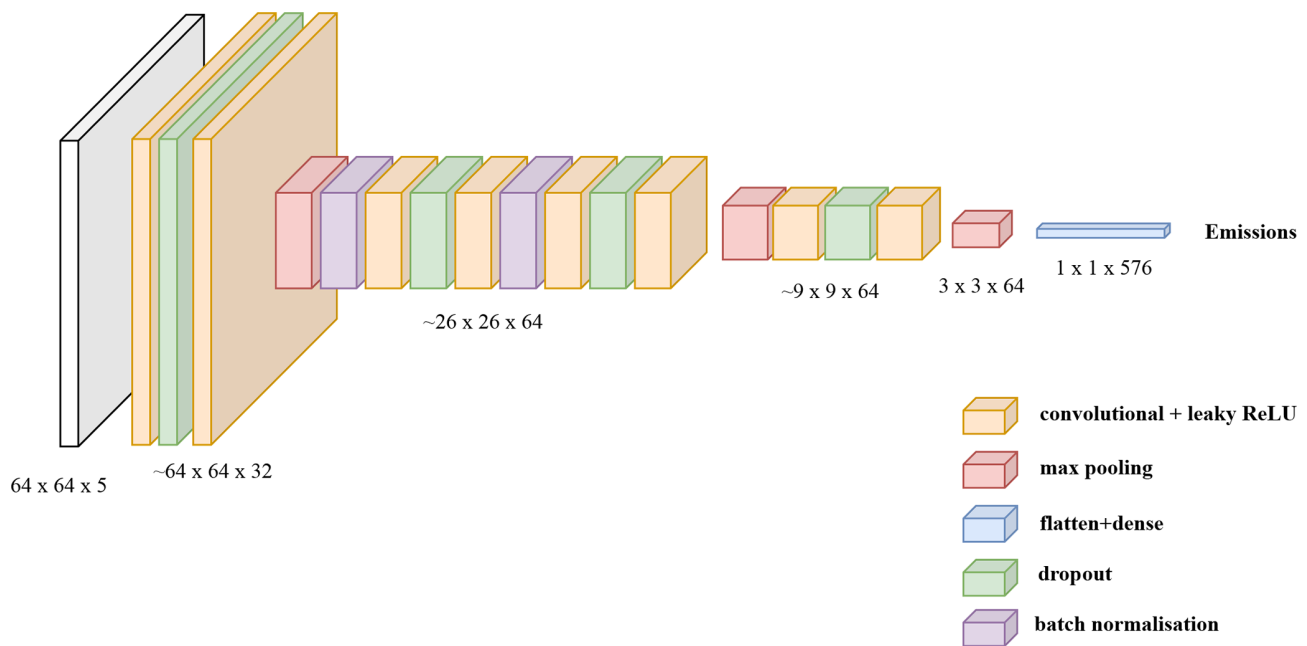 64 x 64 x 5
~64 x 64 x 32
~26 x 26 x 64
~9 x 9 x 64
3 x 3 x 64
1 x 1 x 576
Emissions
convolutional + leaky ReLU
max pooling
flatten+dense
dropout
batch normalisation